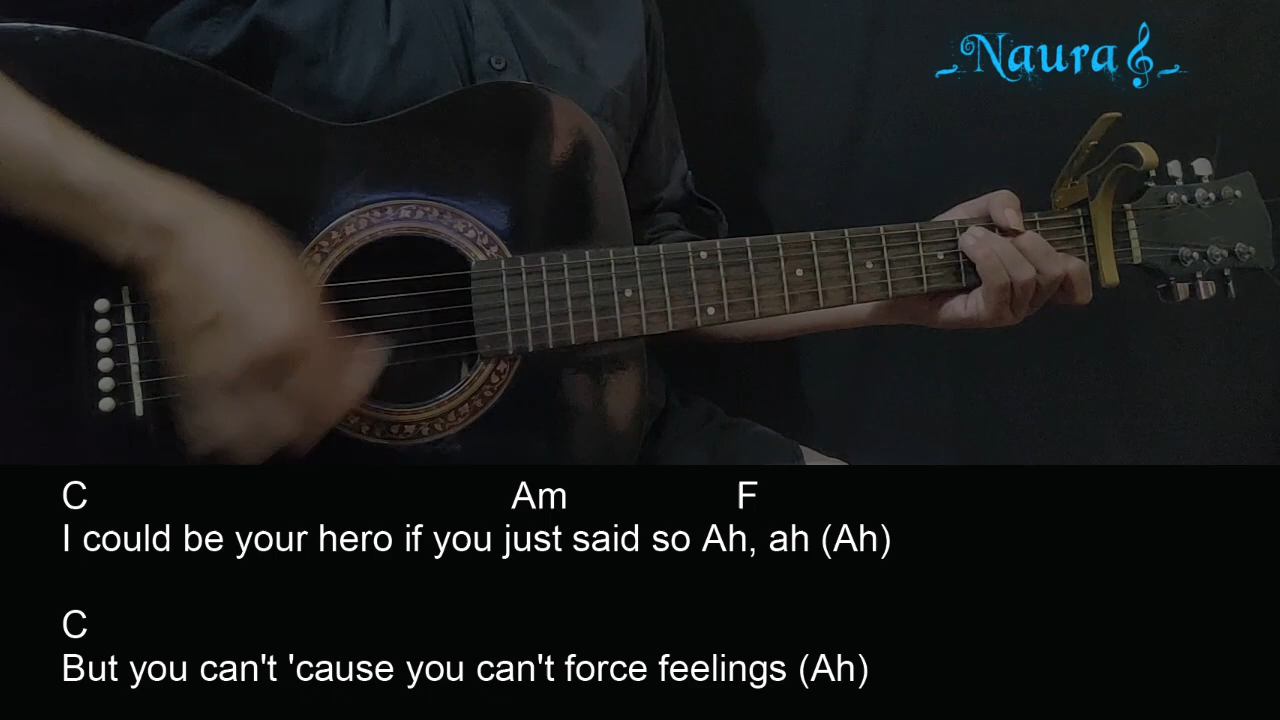 Naura
C Am F
I could be your hero if you just said so Ah, ah (Ah)
C
But you can't 'cause you can't force feelings (Ah)